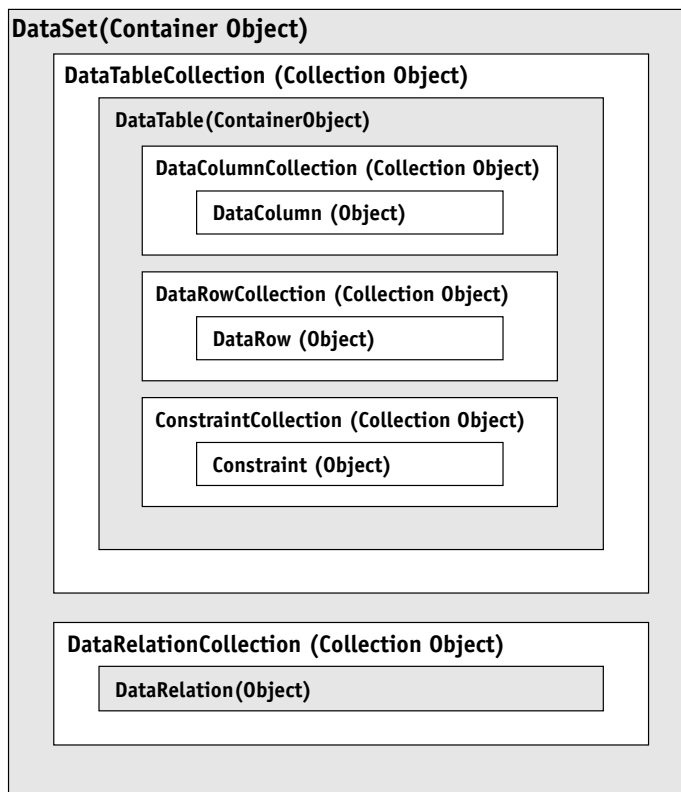 DataSet(Container Object)
DataTableCollection (Collection Object)
DataTable(ContainerObject)
DataColumnCollection (Collection Object)
DataColumn (Object)
DataRowCollection (Collection Object)
DataRow (Object)
ConstraintCollection (Collection Object)
Constraint (Object)
DataRelationCollection (Collection Object)
DataRelation(Object)